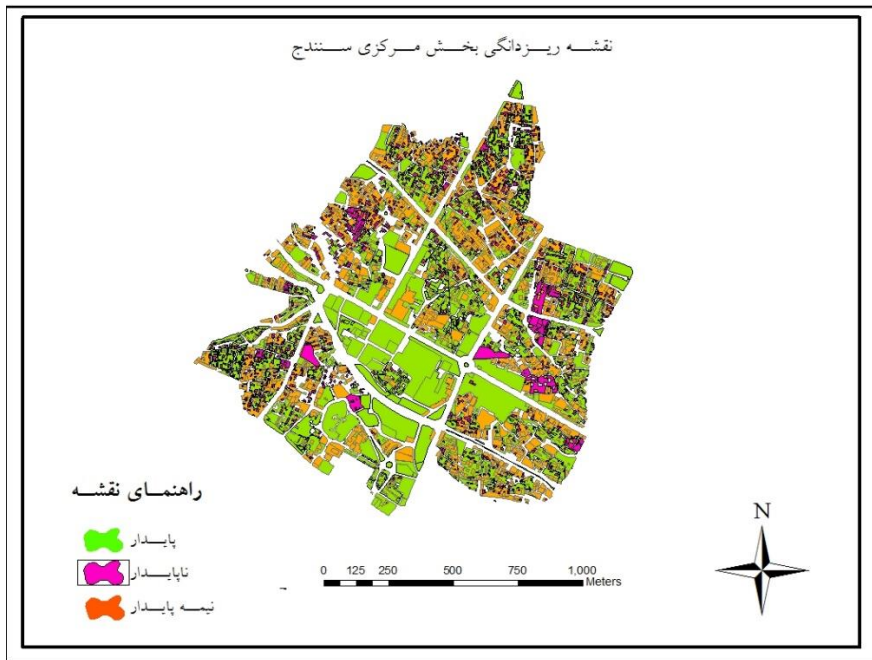 نقشه ریزدانگی بخش مرکزی سنندج
راهنمای نقشه
پایدار
ناپایدار
نیمه پایدار
N
0 125 250 500 750 1,000
Meters